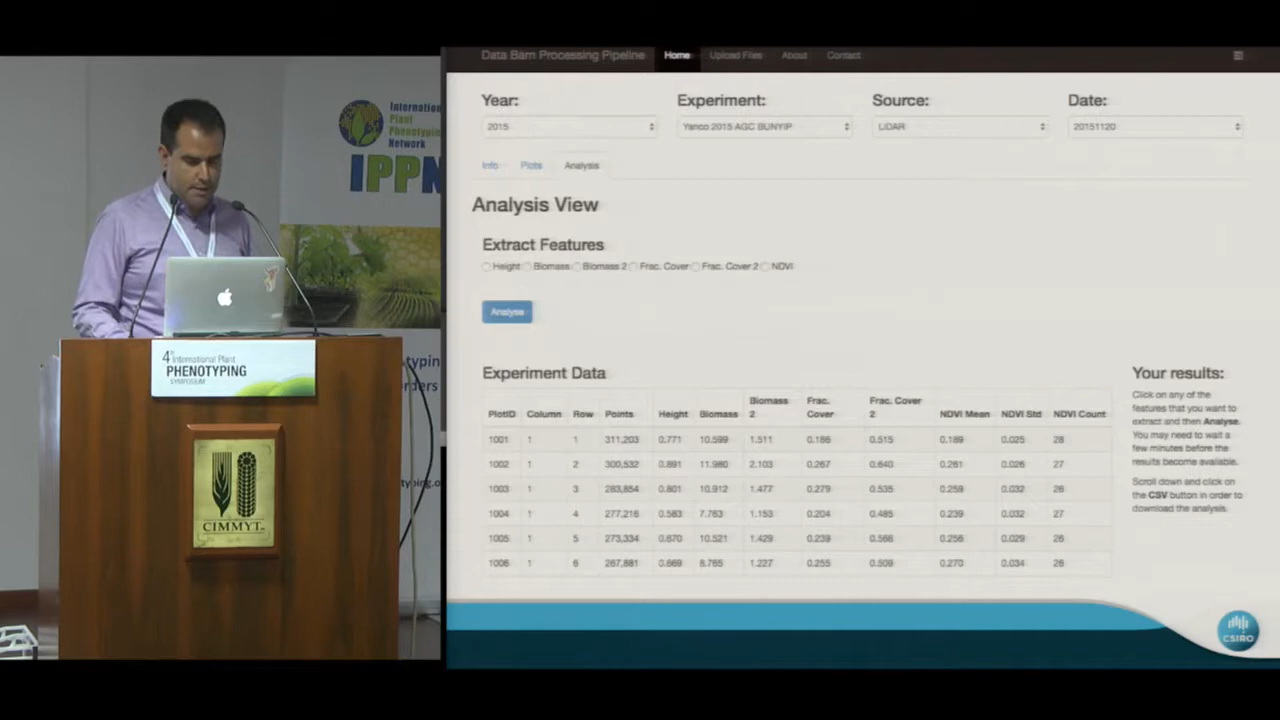 Internation
Plant
Phenotyping
Network
IPPN
4th International Plant
PHENOTYPING
SYMPOSIUM
CIMMYT
Data Barn Processing Pipeline Home Upload Files About Contact
Year: Experiment: Source: Date:
2015 Yanco 2015 AGC BUNYIP LiDAR 20151120
Info Plots Analysis
Analysis View
Extract Features
Height Biomass Biomass 2 Frac. Cover Frac. Cover 2 NDVI
Analyse
Experiment Data
PlotID Column Row Points Height Biomass Biomass 2 Frac. Cover Frac. Cover 2 NDVI Mean NDVI Std NDVI Count
1001 1 1 311,203 0.771 10.599 1.511 0.186 0.515 0.189 0.025 28
1002 1 2 300,532 0.891 11.980 2.103 0.267 0.640 0.261 0.026 27
1003 1 3 283,854 0.801 10.912 1.477 0.279 0.535 0.259 0.032 26
1004 1 4 277,216 0.583 7.763 1.153 0.204 0.485 0.239 0.032 27
1005 1 5 273,334 0.670 10.521 1.429 0.239 0.566 0.256 0.029 26
1006 1 6 267,881 0.669 8.765 1.227 0.255 0.509 0.270 0.034 26
Your results:
Click on any of the
features that you want to
extract and then Analyse.
You may need to wait a
few minutes before the
results become available.
Scroll down and click on
the CSV button in order to
download the analysis.
CSIRO